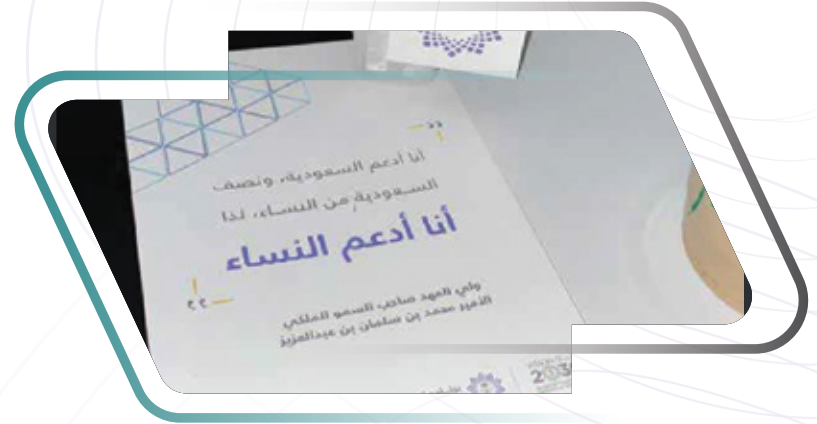 أنا أدعم السعودية، ونصف
السعودية من النساء، لذا
أنا أدعم النساء
ولي العهد صاحب السمو الملكي
الأمير محمد بن سلمان بن عبدالعزيز